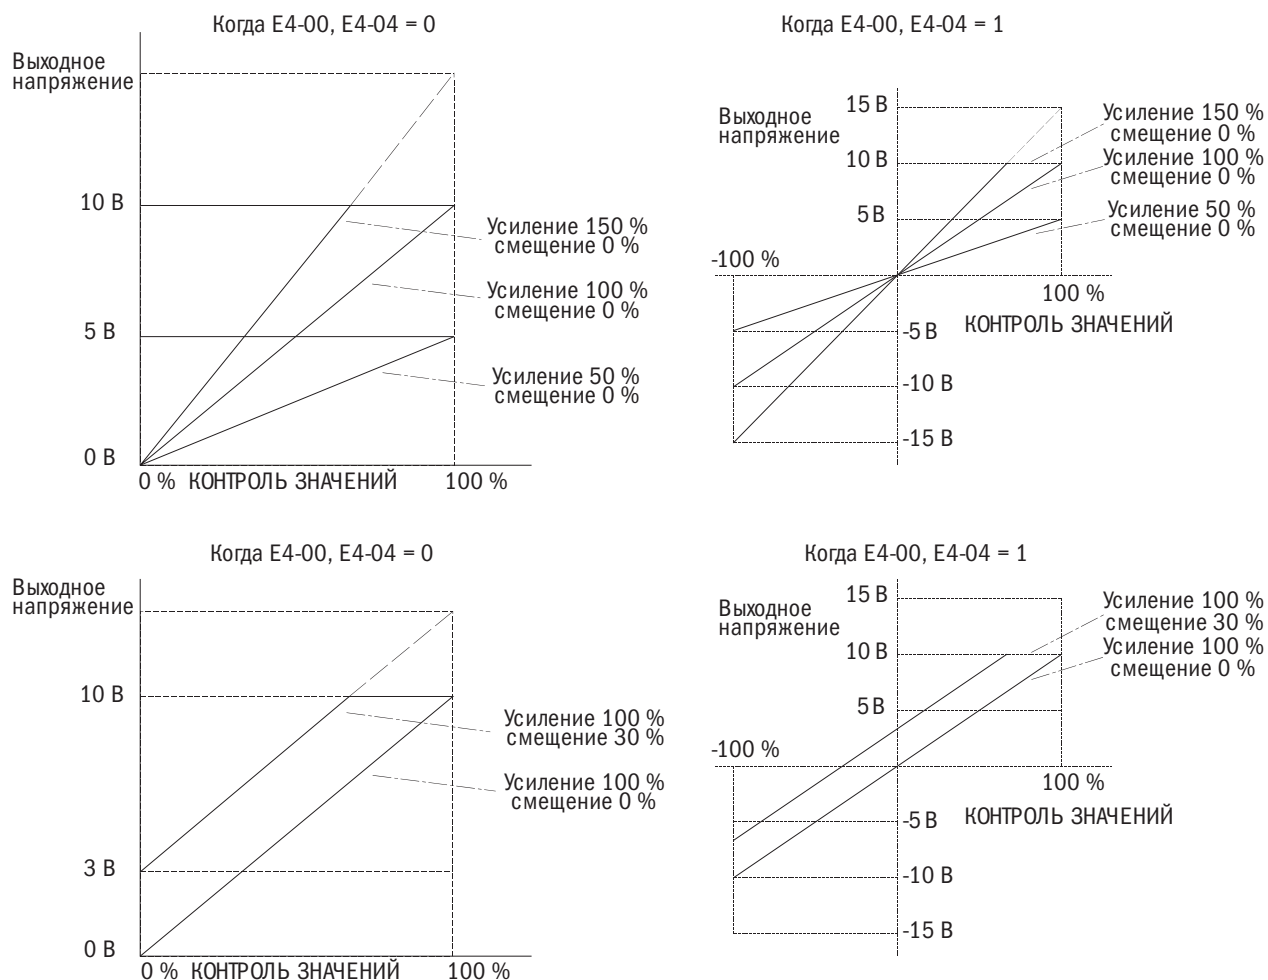 Когда E4-00, E4-04 = 0
Выходное
напряжение
10 В
5 В
0 В
Усиление 150 %
смещение 0 %
Усиление 100 %
смещение 0 %
Усиление 50 %
смещение 0 %
0 % КОНТРОЛЬ ЗНАЧЕНИЙ 100 %
Когда E4-00, E4-04 = 1
Выходное
напряжение
15 В
10 В
5 В
Усиление 150 %
смещение 0 %
Усиление 100 %
смещение 0 %
Усиление 50 %
смещение 0 %
-100 %
100 %
КОНТРОЛЬ ЗНАЧЕНИЙ
-5 В
-10 В
-15 В
Когда E4-00, E4-04 = 0
Выходное
напряжение
10 В
3 В
0 В
Усиление 100 %
смещение 30 %
Усиление 100 %
смещение 0 %
0 % КОНТРОЛЬ ЗНАЧЕНИЙ 100 %
Когда E4-00, E4-04 = 1
Выходное
напряжение
15 В
10 В
5 В
Усиление 100 %
смещение 30 %
Усиление 100 %
смещение 0 %
-100 %
100 %
КОНТРОЛЬ ЗНАЧЕНИЙ
-5 В
-10 В
-15 В